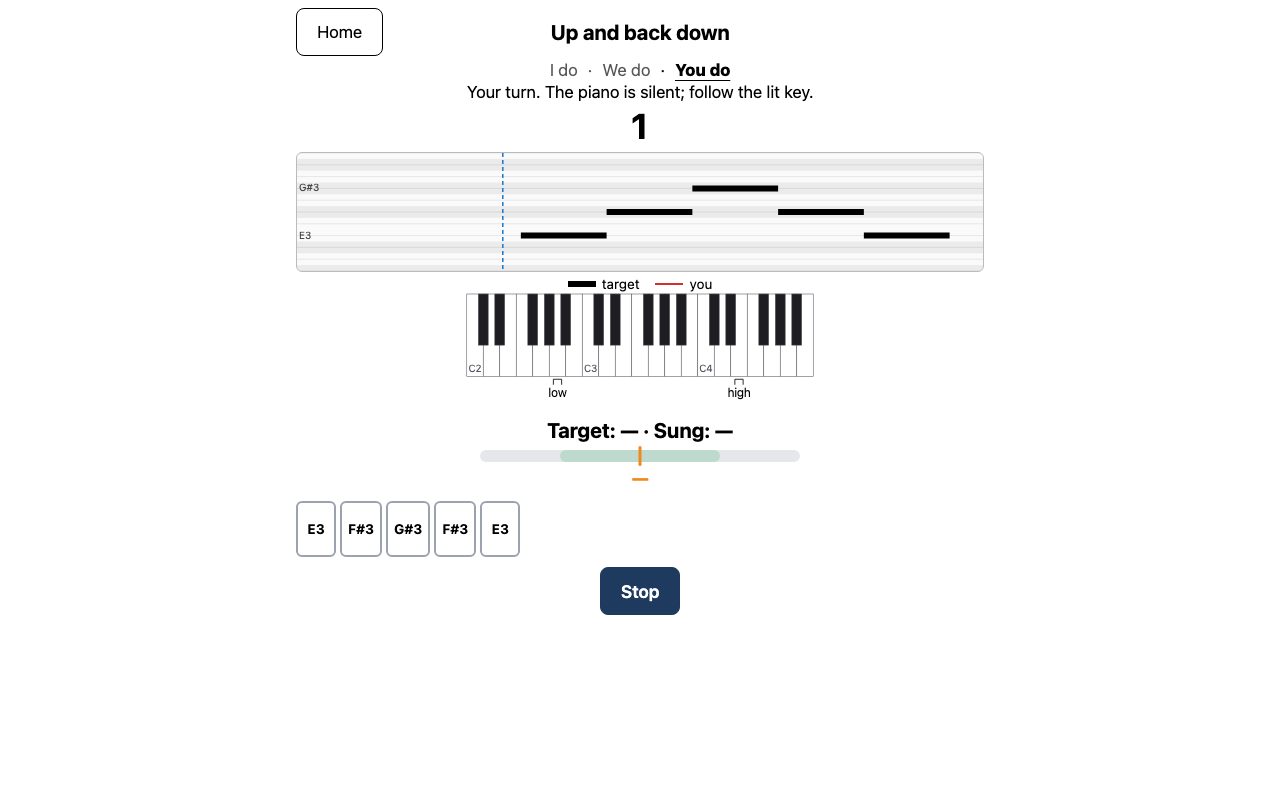 Home
Up and back down
I do · We do · You do
Your turn. The piano is silent; follow the lit key.
1
G#3
E3
target you
C2 C3 C4
low high
Target: — · Sung: —
—
E3 F#3 G#3 F#3 E3
Stop